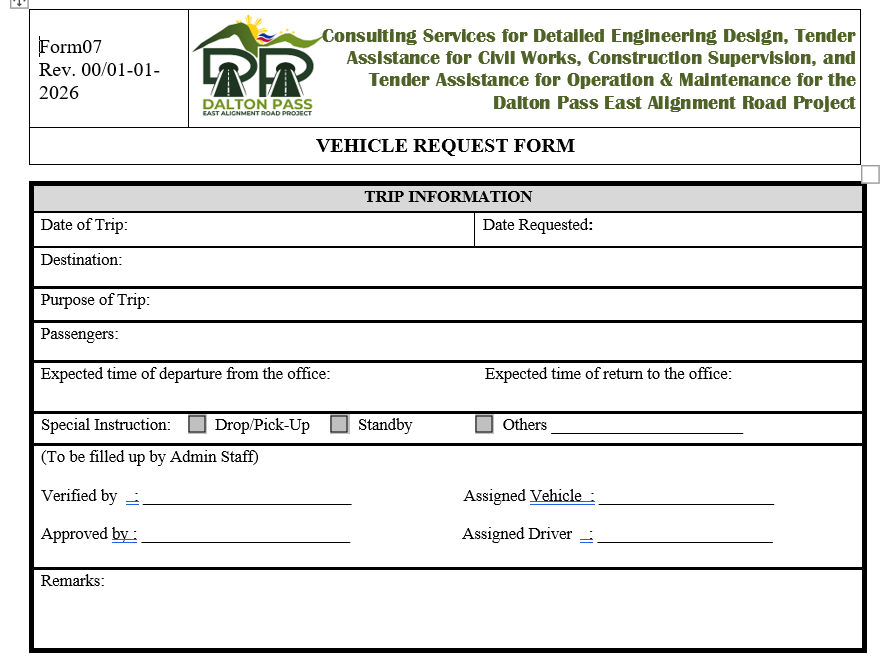 Form07
Rev. 00/01-01-
2026
DALTON PASS
EAST ALIGNMENT ROAD PROJECT
Consulting Services for Detailed Engineering Design, Tender
Assistance for Civil Works, Construction Supervision, and
Tender Assistance for Operation & Maintenance for the
Dalton Pass East Alignment Road Project
VEHICLE REQUEST FORM
TRIP INFORMATION
Date of Trip: Date Requested:
Destination:
Purpose of Trip:
Passengers:
Expected time of departure from the office: Expected time of return to the office:
Special Instruction: Drop/Pick-Up Standby Others ________________________
(To be filled up by Admin Staff)
Verified by : __________________________ Assigned Vehicle : ______________________
Approved by : __________________________ Assigned Driver : ______________________
Remarks: